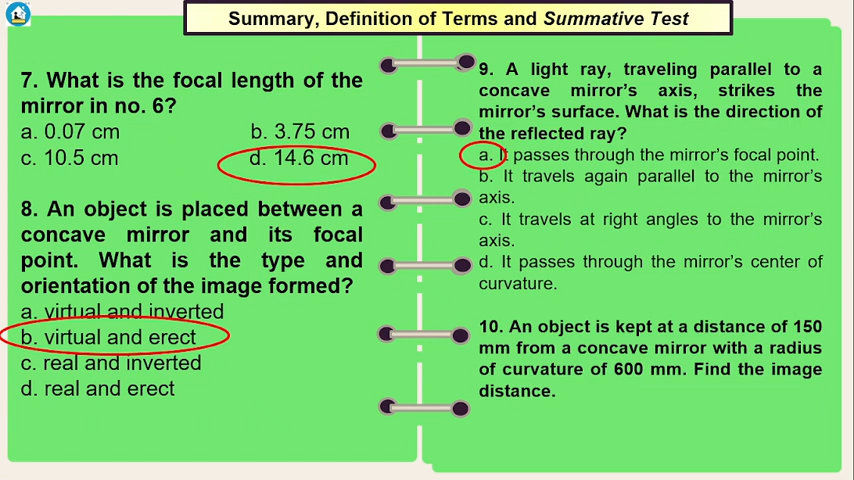 Summary, Definition of Terms and Summative Test
7. What is the focal length of the
mirror in no. 6?
a. 0.07 cm b. 3.75 cm
c. 10.5 cm d. 14.6 cm
8. An object is placed between a
concave mirror and its focal
point. What is the type and
orientation of the image formed?
a. virtual and inverted
b. virtual and erect
c. real and inverted
d. real and erect
9. A light ray, traveling parallel to a
concave mirror’s axis, strikes the
mirror’s surface. What is the direction of
the reflected ray?
a. It passes through the mirror’s focal point.
b. It travels again parallel to the mirror’s
axis.
c. It travels at right angles to the mirror’s
axis.
d. It passes through the mirror’s center of
curvature.
10. An object is kept at a distance of 150
mm from a concave mirror with a radius
of curvature of 600 mm. Find the image
distance.